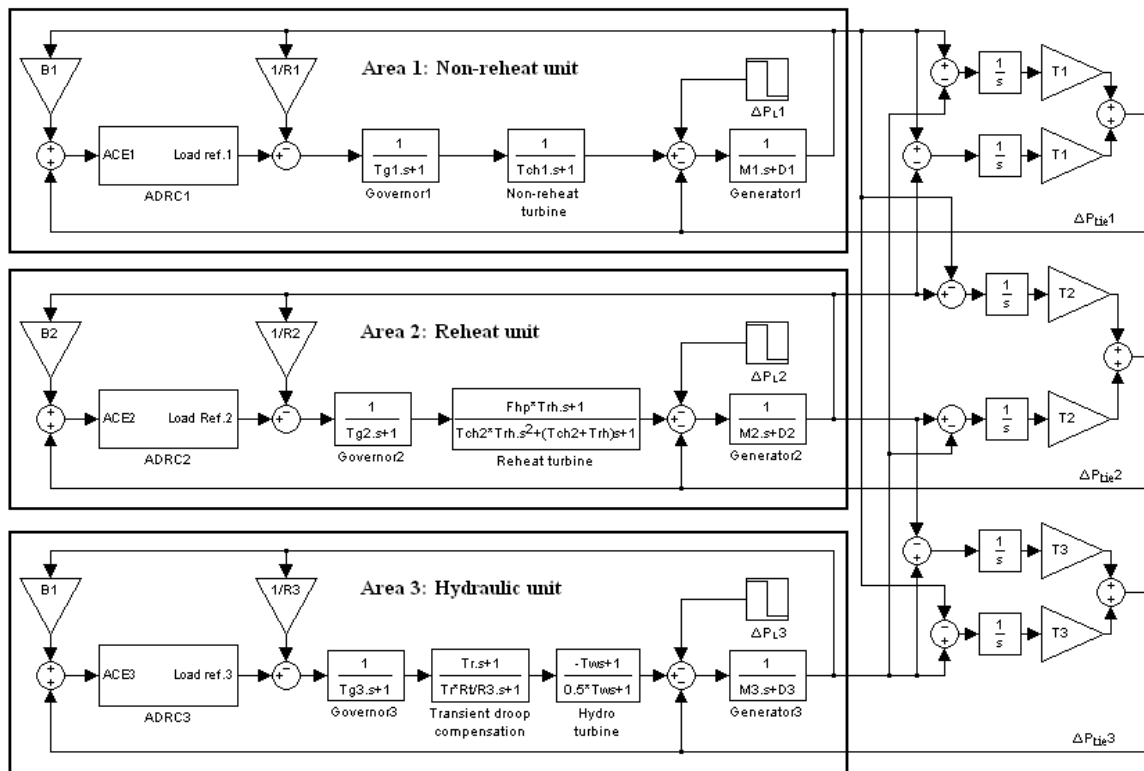 Area 1: Non-reheat unit
B1
1/R1
ΔPL1
ACE1 Load ref.1
ADRC1
1
Tg1.s+1
Governor1
1
Tch1.s+1
Non-reheat
turbine
1
M1.s+D1
Generator1
1
s
T1
1
s
T1
ΔPtie1
Area 2: Reheat unit
B2
1/R2
ΔPL2
ACE2 Load Ref.2
ADRC2
1
Tg2.s+1
Governor2
Fhp*Trh.s+1
Tch2*Trh.s^2+(Tch2+Trh)s+1
Reheat turbine
1
M2.s+D2
Generator2
1
s
T2
1
s
T2
ΔPtie2
Area 3: Hydraulic unit
B1
1/R3
ΔPL3
ACE3 Load ref.3
ADRC3
1
Tg3.s+1
Governor3
Tr.s+1
Tr*Rt/R3.s+1
Transient droop
compensation
-Tws+1
0.5*Tws+1
Hydro
turbine
1
M3.s+D3
Generator3
1
s
T3
1
s
T3
ΔPtie3